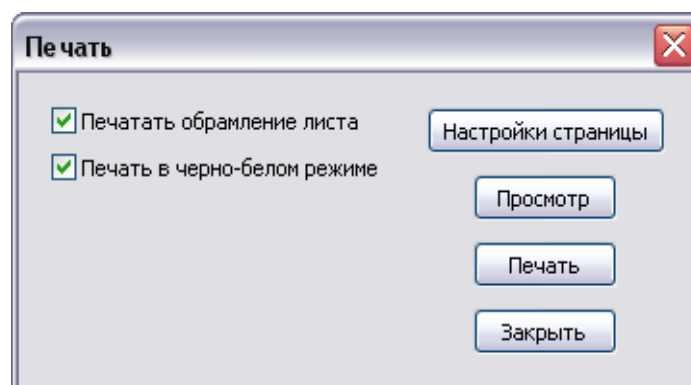 Печать
Печатать обрамление листа
Печать в черно-белом режиме
Настройки страницы
Просмотр
Печать
Закрыть